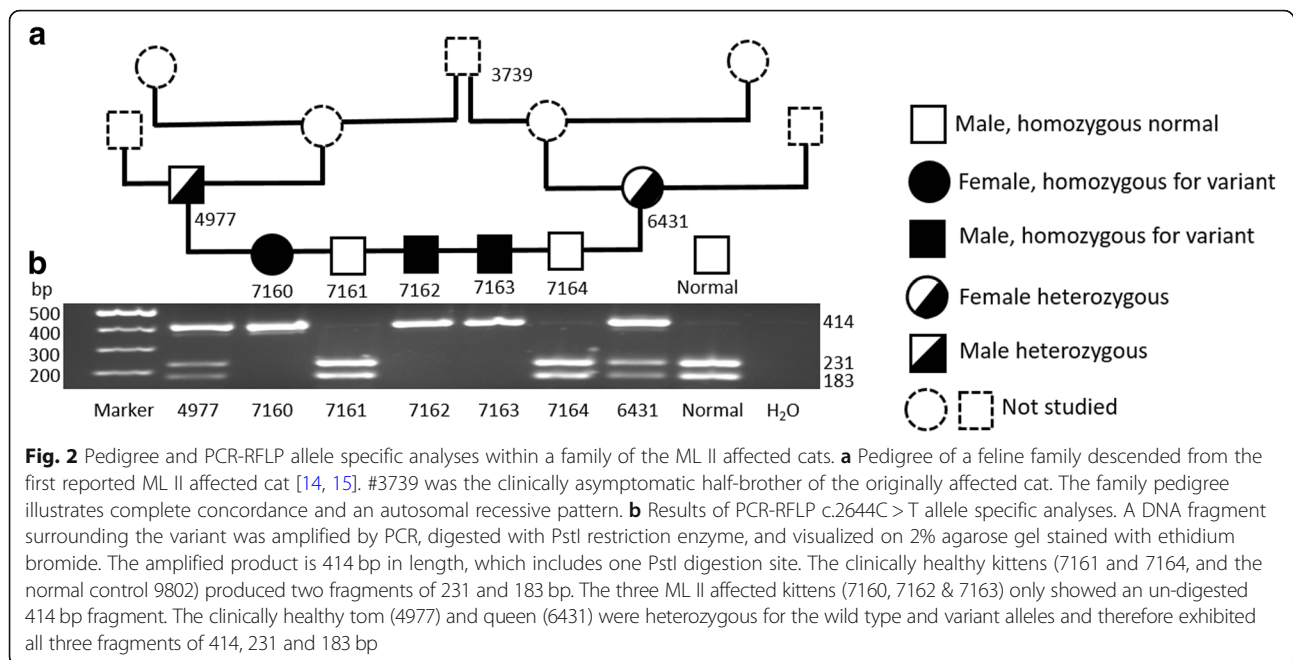 a
3739
4977
6431
Male, homozygous normal
Female, homozygous for variant
Male, homozygous for variant
Female heterozygous
Male heterozygous
Not studied
b
7160 7161 7162 7163 7164 Normal
bp
500
400
300
200
414
231
183
Marker 4977 7160 7161 7162 7163 7164 6431 Normal H₂O
Fig. 2 Pedigree and PCR-RFLP allele specific analyses within a family of the ML II affected cats. a Pedigree of a feline family descended from the
first reported ML II affected cat [14, 15]. #3739 was the clinically asymptomatic half-brother of the originally affected cat. The family pedigree
illustrates complete concordance and an autosomal recessive pattern. b Results of PCR-RFLP c.2644C > T allele specific analyses. A DNA fragment
surrounding the variant was amplified by PCR, digested with PstI restriction enzyme, and visualized on 2% agarose gel stained with ethidium
bromide. The amplified product is 414 bp in length, which includes one PstI digestion site. The clinically healthy kittens (7161 and 7164, and the
normal control 9802) produced two fragments of 231 and 183 bp. The three ML II affected kittens (7160, 7162 & 7163) only showed an un-digested
414 bp fragment. The clinically healthy tom (4977) and queen (6431) were heterozygous for the wild type and variant alleles and therefore exhibited
all three fragments of 414, 231 and 183 bp